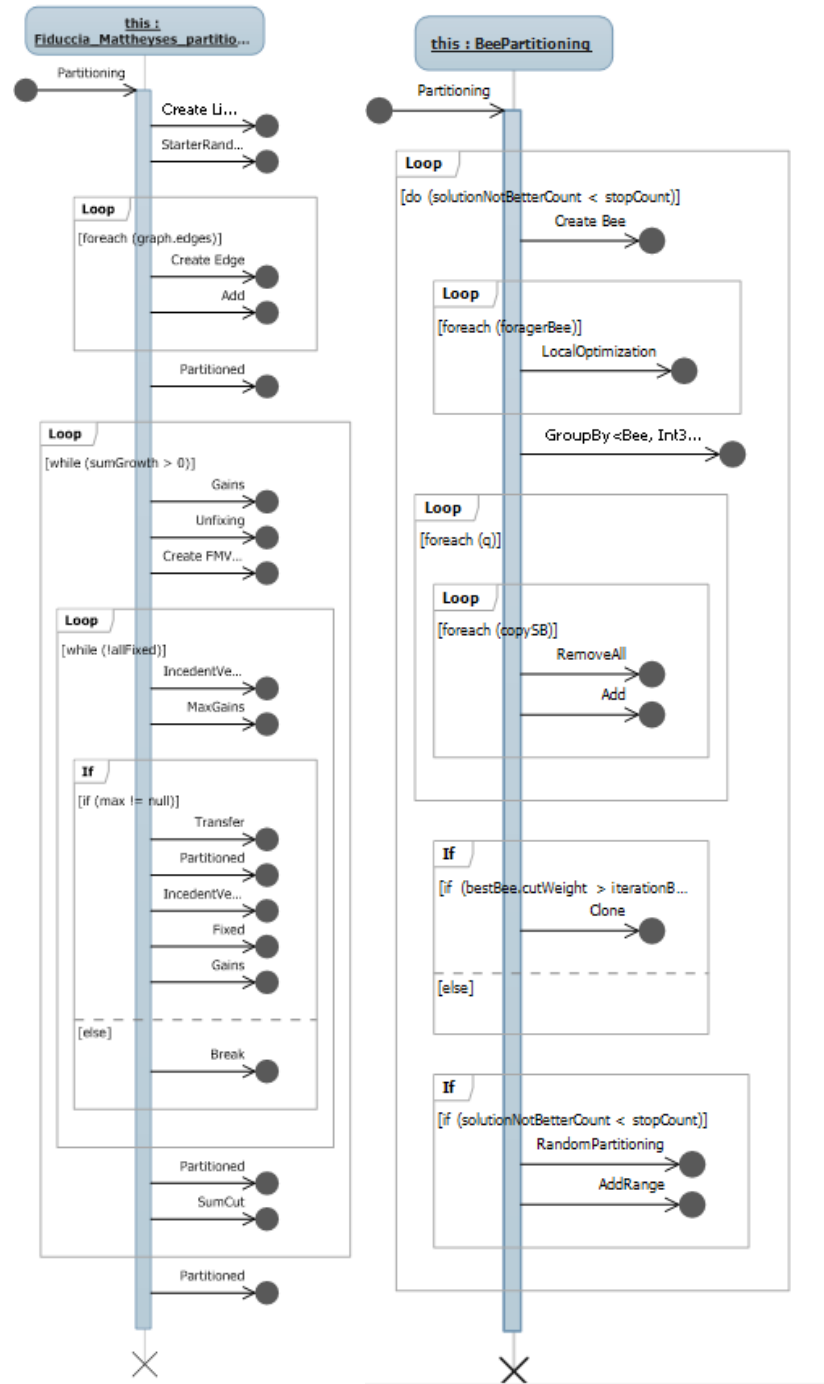 this :
Fiduccia_Mattheyses_partitio...
Partitioning
Create Li...
StarterRand...
Loop
[foreach (graph.edges)]
Create Edge
Add
Partitioned
Loop
[while (sumGrowth > 0)]
Gains
Unfixing
Create FMV...
Loop
[while (!allFixed)]
IncedentVe...
MaxGains
If
[if (max != null)]
Transfer
Partitioned
IncedentVe...
Fixed
Gains
[else]
Break
Partitioned
SumCut
Partitioned
this : BeePartitioning
Partitioning
Loop
[do (solutionNotBetterCount < stopCount)]
Create Bee
Loop
[foreach (foragerBee)]
LocalOptimization
GroupBy<Bee, Int3...
Loop
[foreach (q)]
Loop
[foreach (copySB)]
RemoveAll
Add
If
[if (bestBee.cutWeight > iterationB...
Clone
[else]
If
[if (solutionNotBetterCount < stopCount)]
RandomPartitioning
AddRange